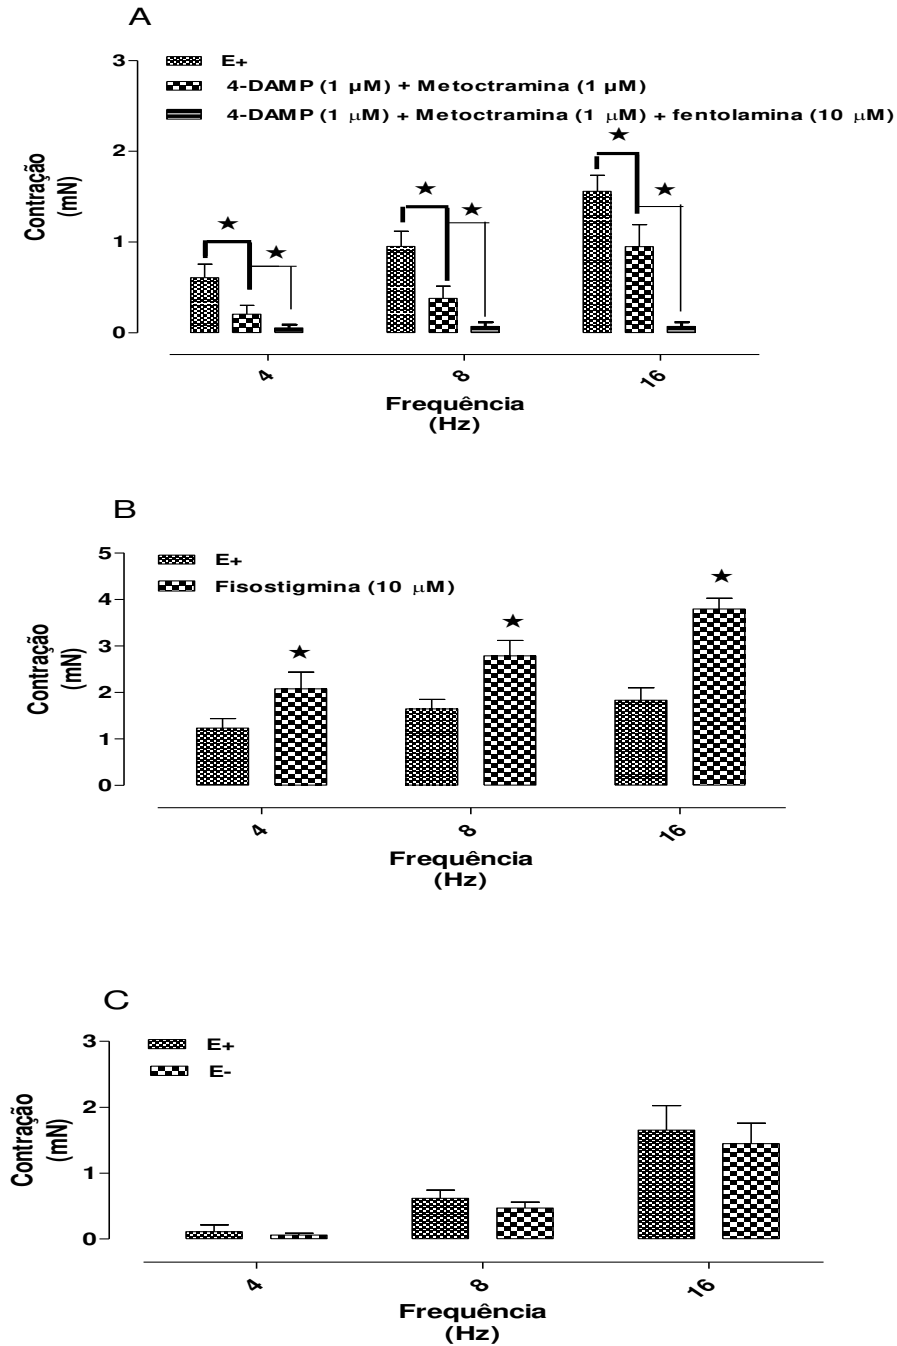 A
3
E+
4-DAMP (1 µM) + Metoctramina (1 µM)
4-DAMP (1 µM) + Metoctramina (1 µM) + fentolamina (10 µM)
2
1
0
Contração
(mN)
4
8
16
Frequência
(Hz)
B
5
E+
Fisostigmina (10 µM)
4
3
2
1
0
Contração
(mN)
4
8
16
Frequência
(Hz)
C
3
E+
E-
2
1
0
Contração
(mN)
4
8
16
Frequência
(Hz)